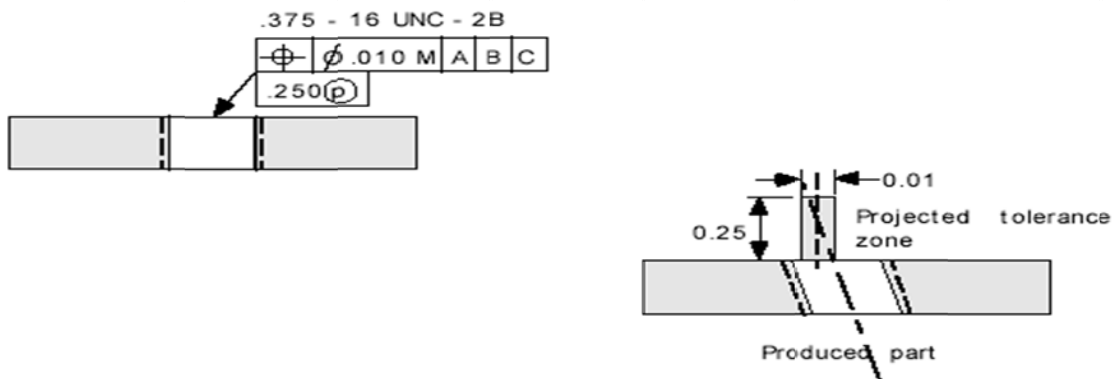 .375 - 16 UNC - 2B
⌖ ⌀ .010 M A B C
.250 Ⓟ
0.01
0.25
Projected tolerance
zone
Produced part